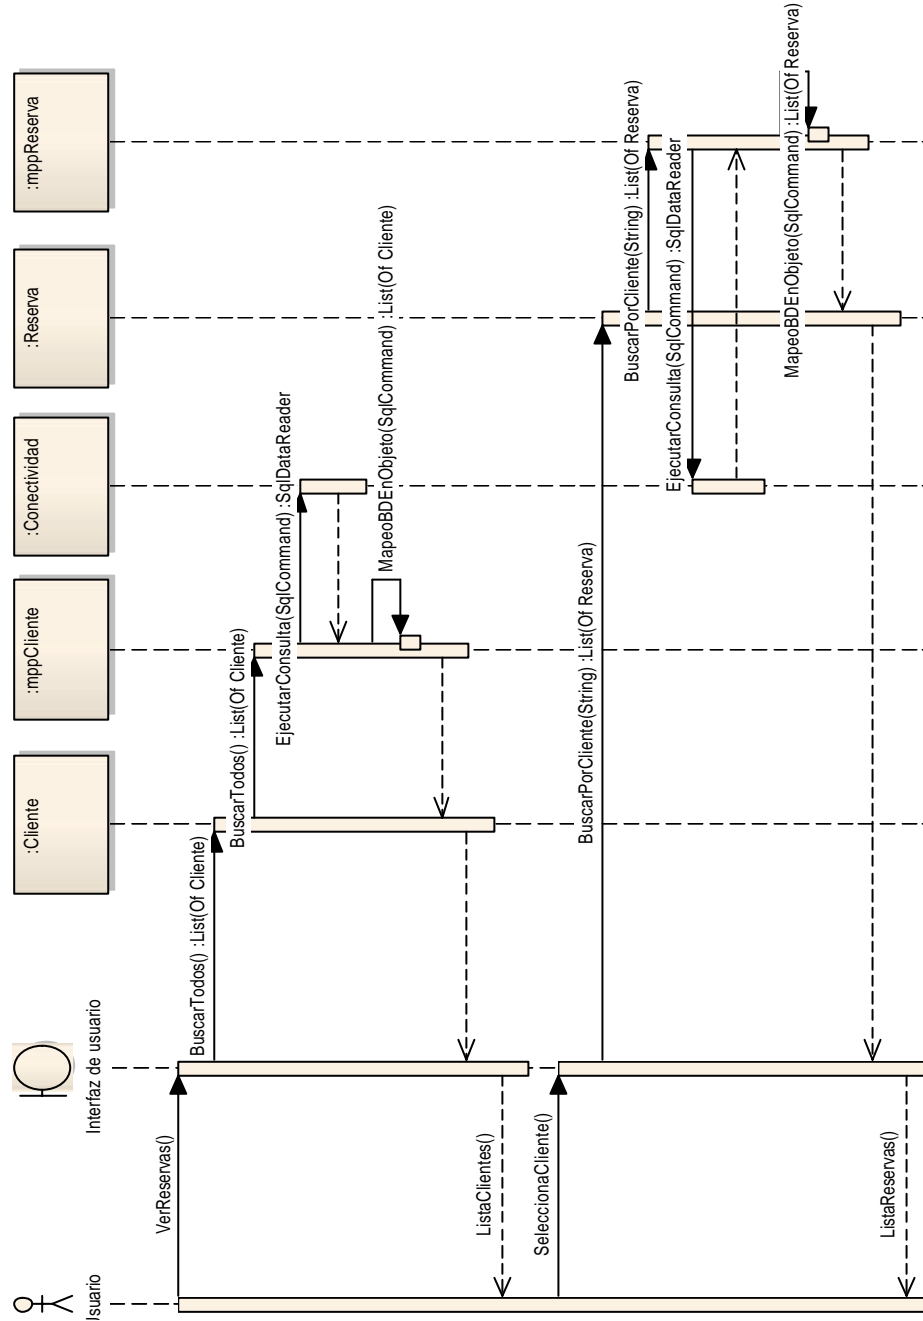 Usuario
Interfaz de usuario
:Cliente
:mppCliente
:Conectividad
:Reserva
:mppReserva
VerReservas()
BuscarTodos() :List(Of Cliente)
BuscarTodos() :List(Of Cliente)
EjecutarConsulta(SqlCommand) :SqlDataReader
MapeoBDEnObjeto(SqlCommand) :List(Of Cliente)
ListaClientes()
SeleccionaCliente()
BuscarPorCliente(String) :List(Of Reserva)
BuscarPorCliente(String) :List(Of Reserva)
EjecutarConsulta(SqlCommand) :SqlDataReader
MapeoBDEnObjeto(SqlCommand) :List(Of Reserva)
ListaReservas()